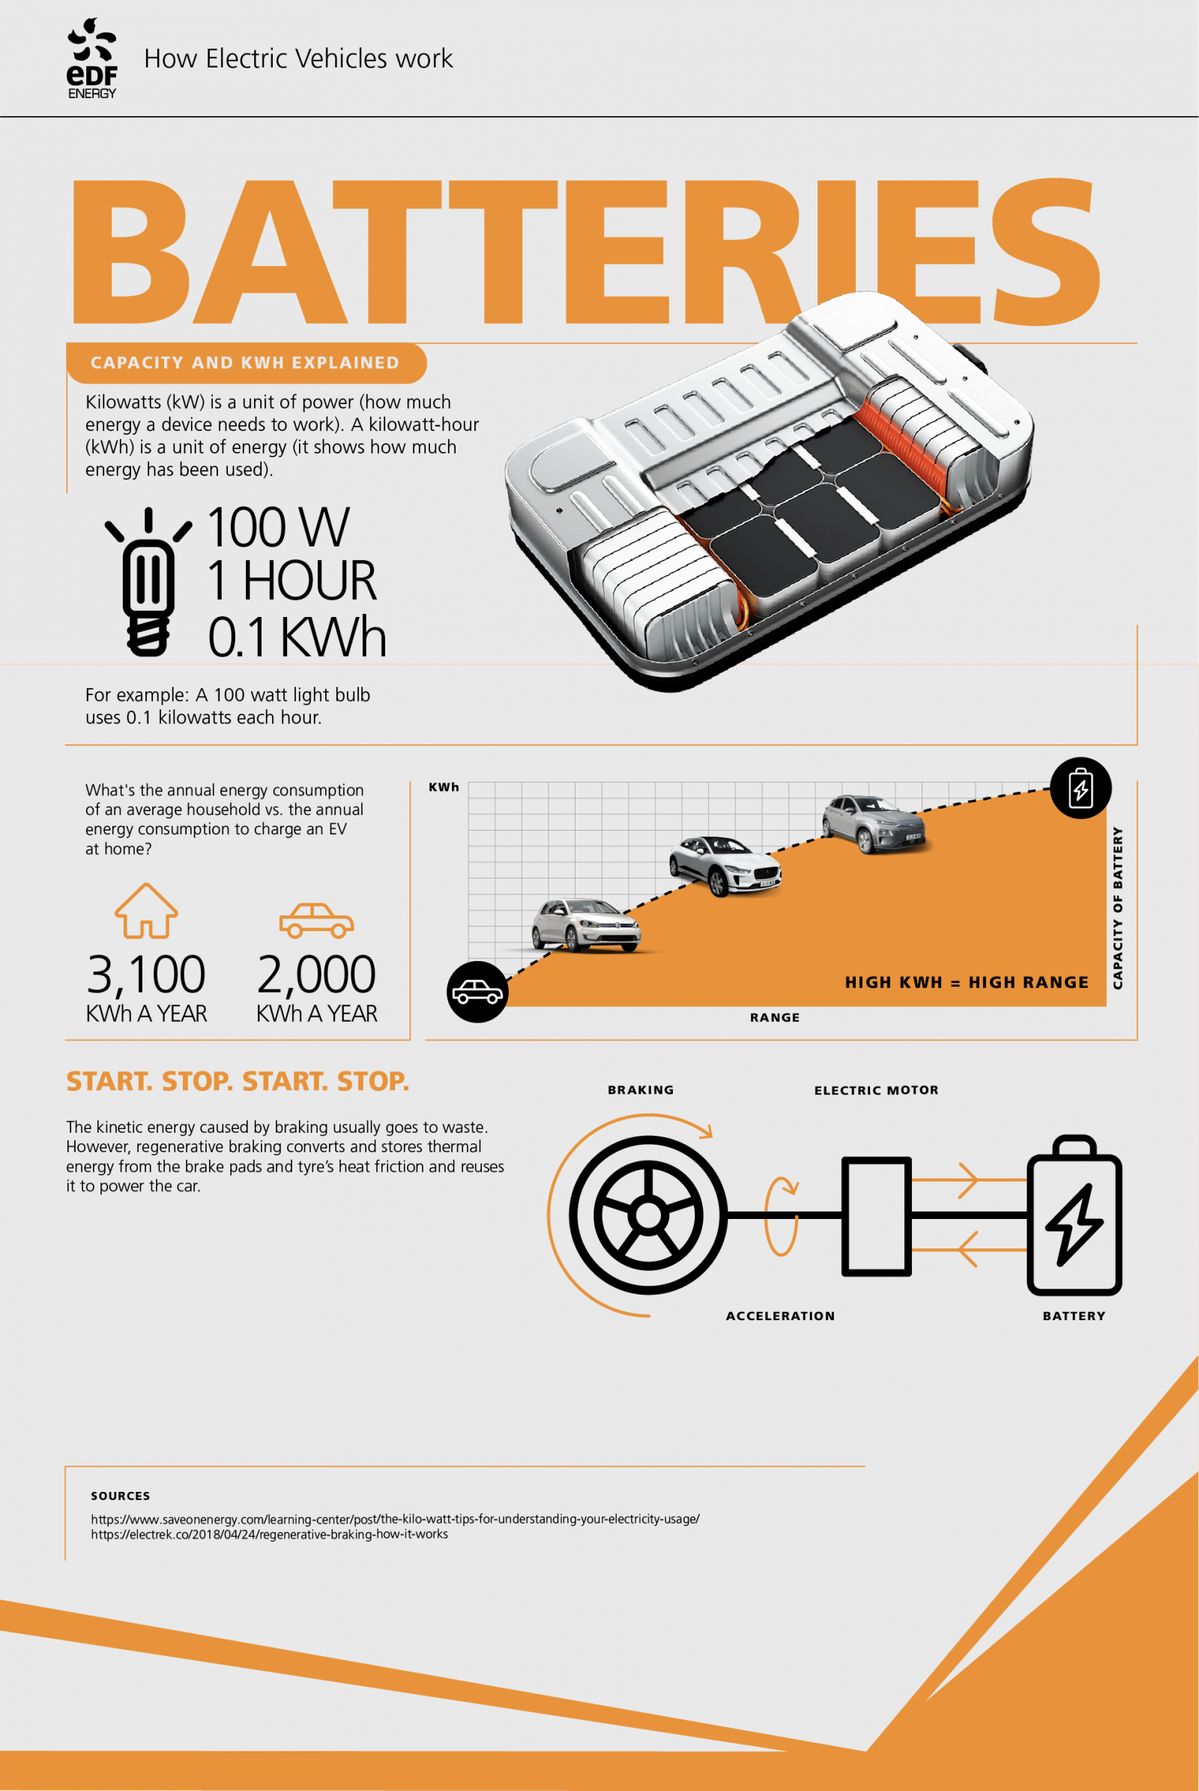 eDF
ENERGY
How Electric Vehicles work
BATTERIES
CAPACITY AND KWH EXPLAINED
Kilowatts (kW) is a unit of power (how much
energy a device needs to work). A kilowatt-hour
(kWh) is a unit of energy (it shows how much
energy has been used).
100 W
1 HOUR
0.1 KWh
For example: A 100 watt light bulb
uses 0.1 kilowatts each hour.
What's the annual energy consumption
of an average household vs. the annual
energy consumption to charge an EV
at home?
3,100
KWh A YEAR
2,000
KWh A YEAR
KWh
CAPACITY OF BATTERY
HIGH KWH = HIGH RANGE
RANGE
START. STOP. START. STOP.
The kinetic energy caused by braking usually goes to waste.
However, regenerative braking converts and stores thermal
energy from the brake pads and tyre's heat friction and reuses
it to power the car.
BRAKING
ELECTRIC MOTOR
ACCELERATION
BATTERY
SOURCES
https://www.saveonenergy.com/learning-center/post/the-kilo-watt-tips-for-understanding-your-electricity-usage/
https://electrek.co/2018/04/24/regenerative-braking-how-it-works